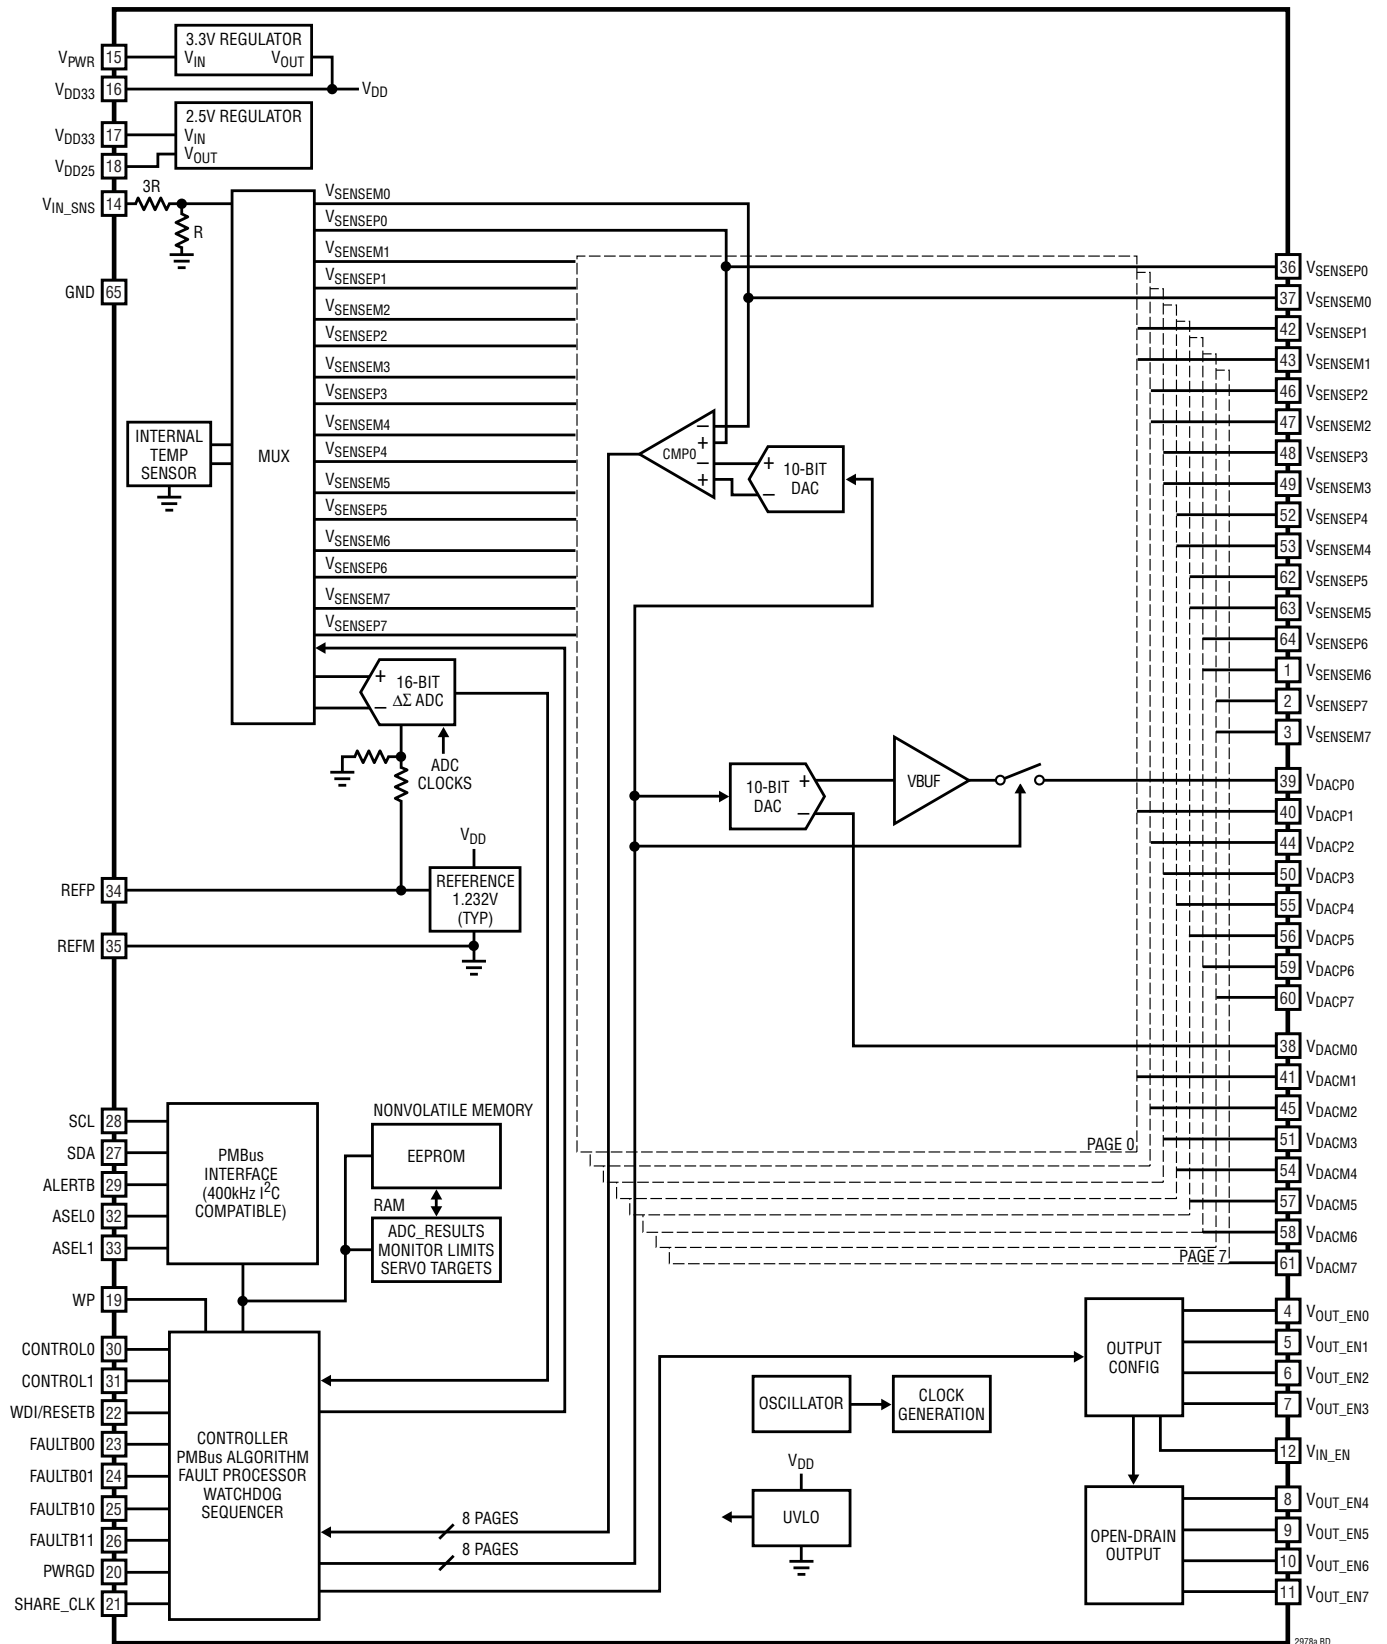 3.3V REGULATOR
VIN VOUT
VPWR 15
VDD33 16
VDD
2.5V REGULATOR
VIN
VOUT
VDD33 17
VDD25 18
VIN_SNS 14
3R
R
GND 65
INTERNAL
TEMP
SENSOR
MUX
VSENSEM0
VSENSEP0
VSENSEM1
VSENSEP1
VSENSEM2
VSENSEP2
VSENSEM3
VSENSEP3
VSENSEM4
VSENSEP4
VSENSEM5
VSENSEP5
VSENSEM6
VSENSEP6
VSENSEM7
VSENSEP7
–
+
CMP0
–
+
+
–
10-BIT
DAC
+
–
16-BIT
ΔΣ ADC
ADC
CLOCKS
10-BIT
DAC
+
–
VBUF
VDD
REFERENCE
1.232V
(TYP)
REFP 34
REFM 35
36 VSENSEP0
37 VSENSEM0
42 VSENSEP1
43 VSENSEM1
46 VSENSEP2
47 VSENSEM2
48 VSENSEP3
49 VSENSEM3
52 VSENSEP4
53 VSENSEM4
62 VSENSEP5
63 VSENSEM5
64 VSENSEP6
1 VSENSEM6
2 VSENSEP7
3 VSENSEM7
39 VDACP0
40 VDACP1
44 VDACP2
50 VDACP3
55 VDACP4
56 VDACP5
59 VDACP6
60 VDACP7
38 VDACM0
41 VDACM1
45 VDACM2
51 VDACM3
54 VDACM4
57 VDACM5
58 VDACM6
61 VDACM7
PAGE 0
PAGE 7
SCL 28
SDA 27
ALERTB 29
ASEL0 32
ASEL1 33
PMBus
INTERFACE
(400kHz I2C
COMPATIBLE)
NONVOLATILE MEMORY
EEPROM
RAM
ADC_RESULTS
MONITOR LIMITS
SERVO TARGETS
WP 19
CONTROL0 30
CONTROL1 31
WDI/RESETB 22
FAULTB00 23
FAULTB01 24
FAULTB10 25
FAULTB11 26
PWRGD 20
SHARE_CLK 21
CONTROLLER
PMBus ALGORITHM
FAULT PROCESSOR
WATCHDOG
SEQUENCER
8 PAGES
8 PAGES
OSCILLATOR
CLOCK
GENERATION
VDD
UVLO
OUTPUT
CONFIG
OPEN-DRAIN
OUTPUT
4 VOUT_EN0
5 VOUT_EN1
6 VOUT_EN2
7 VOUT_EN3
12 VIN_EN
8 VOUT_EN4
9 VOUT_EN5
10 VOUT_EN6
11 VOUT_EN7
2978a BD